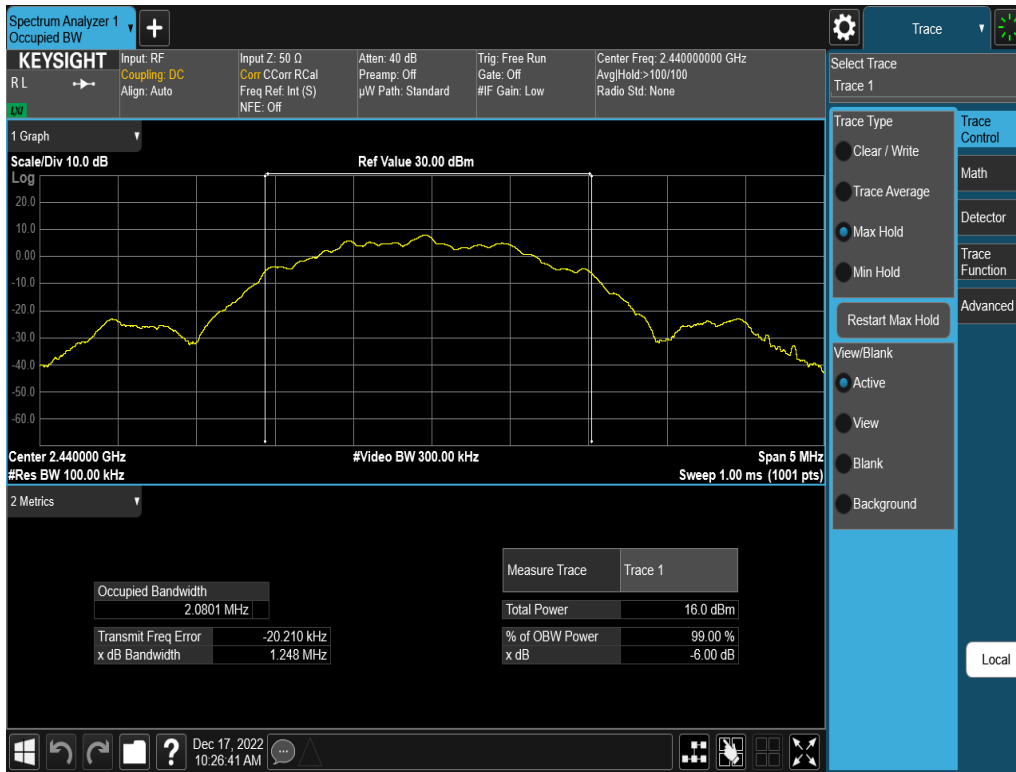 Spectrum Analyzer 1
Occupied BW
Trace
KEYSIGHT
R L
LXI
Input: RF
Coupling: DC
Align: Auto
Input Z: 50 Ω
Corr CCorr RCal
Freq Ref: Int (S)
NFE: Off
Atten: 40 dB
Preamp: Off
µW Path: Standard
Trig: Free Run
Gate: Off
#IF Gain: Low
Center Freq: 2.440000000 GHz
Avg|Hold:>100/100
Radio Std: None
Select Trace
Trace 1
1 Graph
Scale/Div 10.0 dB
Ref Value 30.00 dBm
Log
20.0
10.0
0.00
-10.0
-20.0
-30.0
-40.0
-50.0
-60.0
Center 2.440000 GHz
#Video BW 300.00 kHz
Span 5 MHz
#Res BW 100.00 kHz
Sweep 1.00 ms (1001 pts)
Trace Type
Clear / Write
Trace Average
Max Hold
Min Hold
Restart Max Hold
View/Blank
Active
View
Blank
Background
Trace
Control
Math
Detector
Trace
Function
Advanced
Local
2 Metrics
Measure Trace Trace 1
Occupied Bandwidth
2.0801 MHz
Total Power 16.0 dBm
Transmit Freq Error -20.210 kHz
% of OBW Power 99.00 %
x dB Bandwidth 1.248 MHz
x dB -6.00 dB
?
Dec 17, 2022
10:26:41 AM